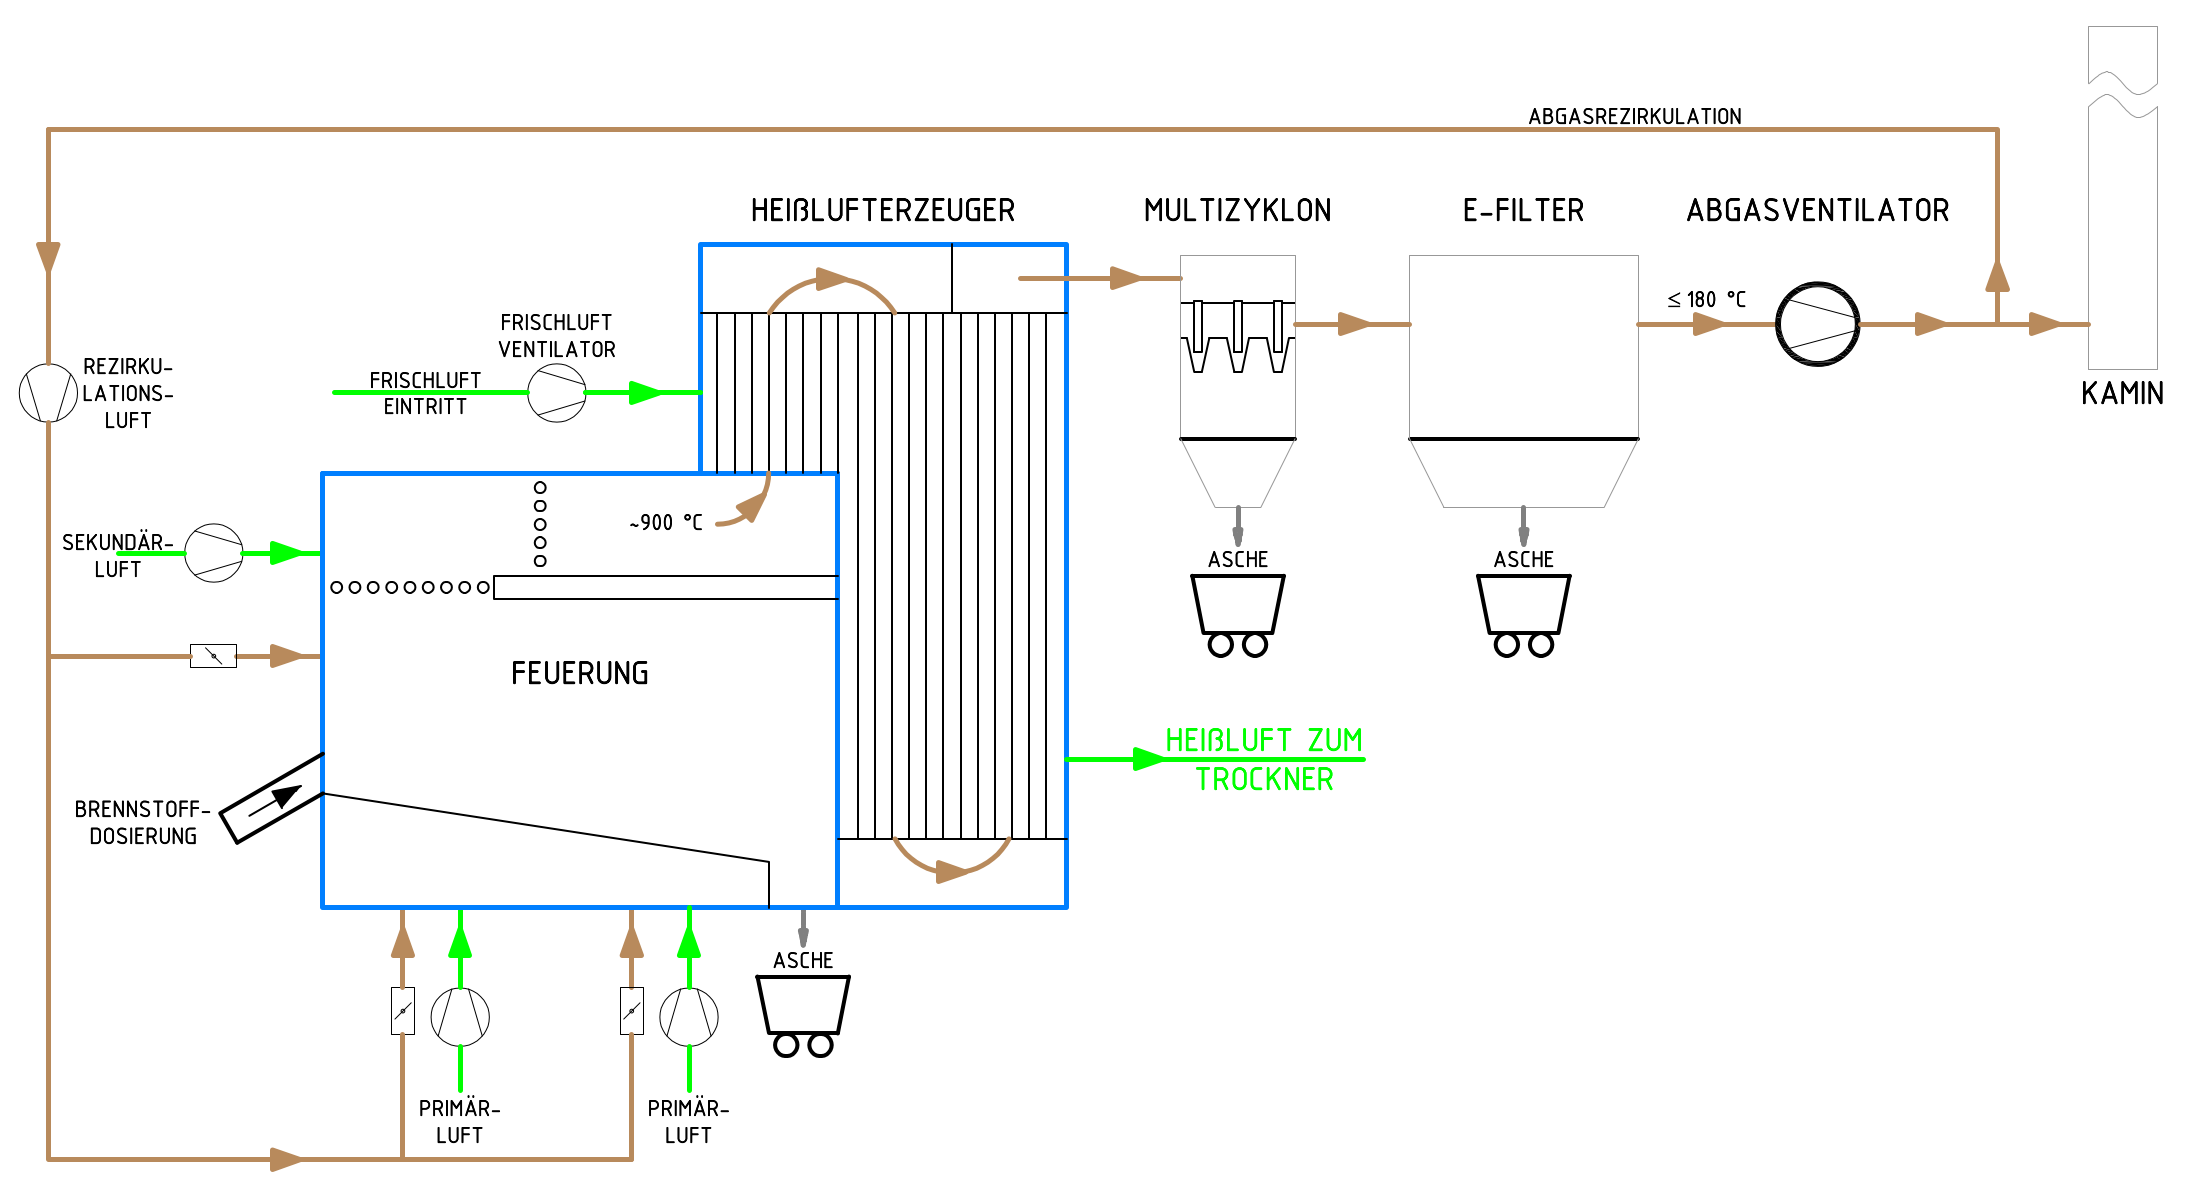 ABGASREZIRKULATION
HEIßLUFTERZEUGER
MULTIZYKLON
E-FILTER
ABGASVENTILATOR
≤ 180 °C
FRISCHLUFT
VENTILATOR
REZIRKU-
LATIONS-
LUFT
FRISCHLUFT
EINTRITT
KAMIN
~900 °C
SEKUNDÄR-
LUFT
ASCHE
ASCHE
FEUERUNG
HEIßLUFT ZUM
TROCKNER
BRENNSTOFF-
DOSIERUNG
ASCHE
PRIMÄR-
LUFT
PRIMÄR-
LUFT